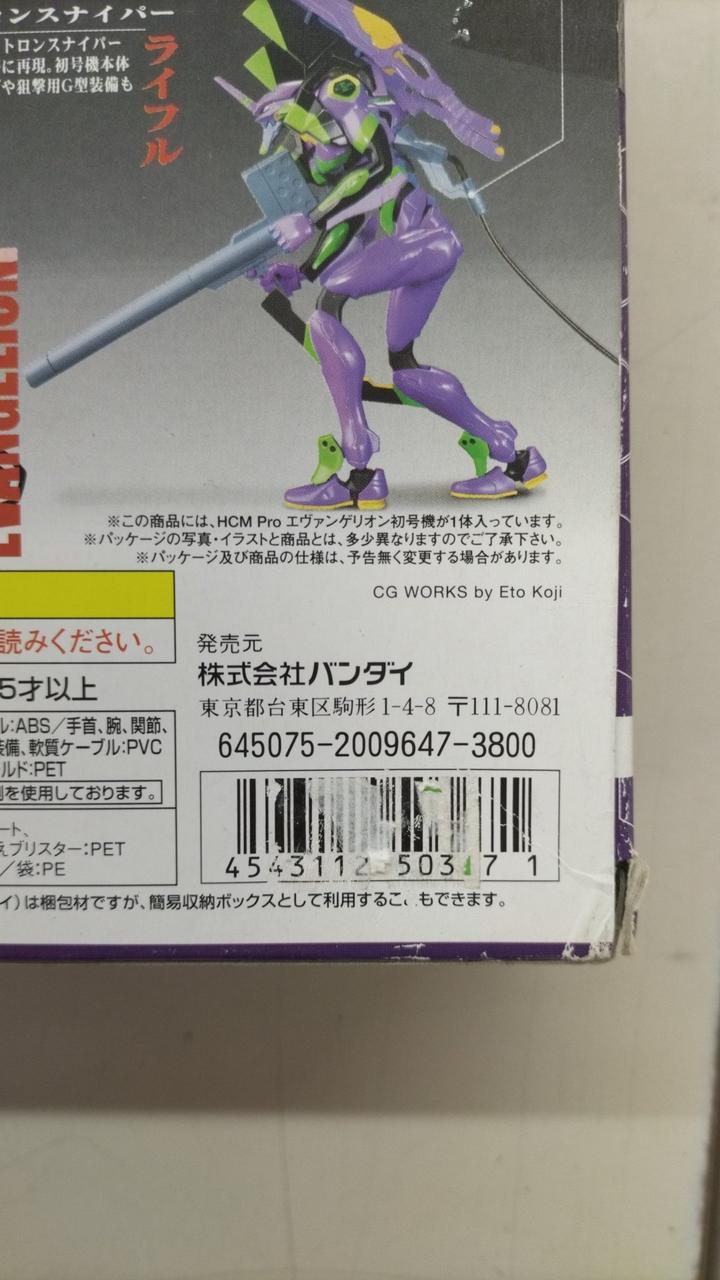 ンスナイパー
トロンスナイパー
に再現。初号機本体
や狙撃用G型装備も
ライフル
※この商品には、HCM Pro エヴァンゲリオン初号機が1体入っています。
※パッケージの写真・イラストと商品とは、多少異なりますのでご了承下さい。
※パッケージ及び商品の仕様は、予告無く変更する場合があります。
CG WORKS by Eto Koji
読みください。
5才以上
ル:ABS/手首、腕、関節、
装備、軟質ケーブル:PVC
ルド:PET
を使用しております。
ート、
えブリスター:PET
/袋:PE
発売元
株式会社バンダイ
東京都台東区駒形1-4-8 〒111-8081
645075-2009647-3800
イ)は梱包材ですが、簡易収納ボックスとして利用するこ もできます。